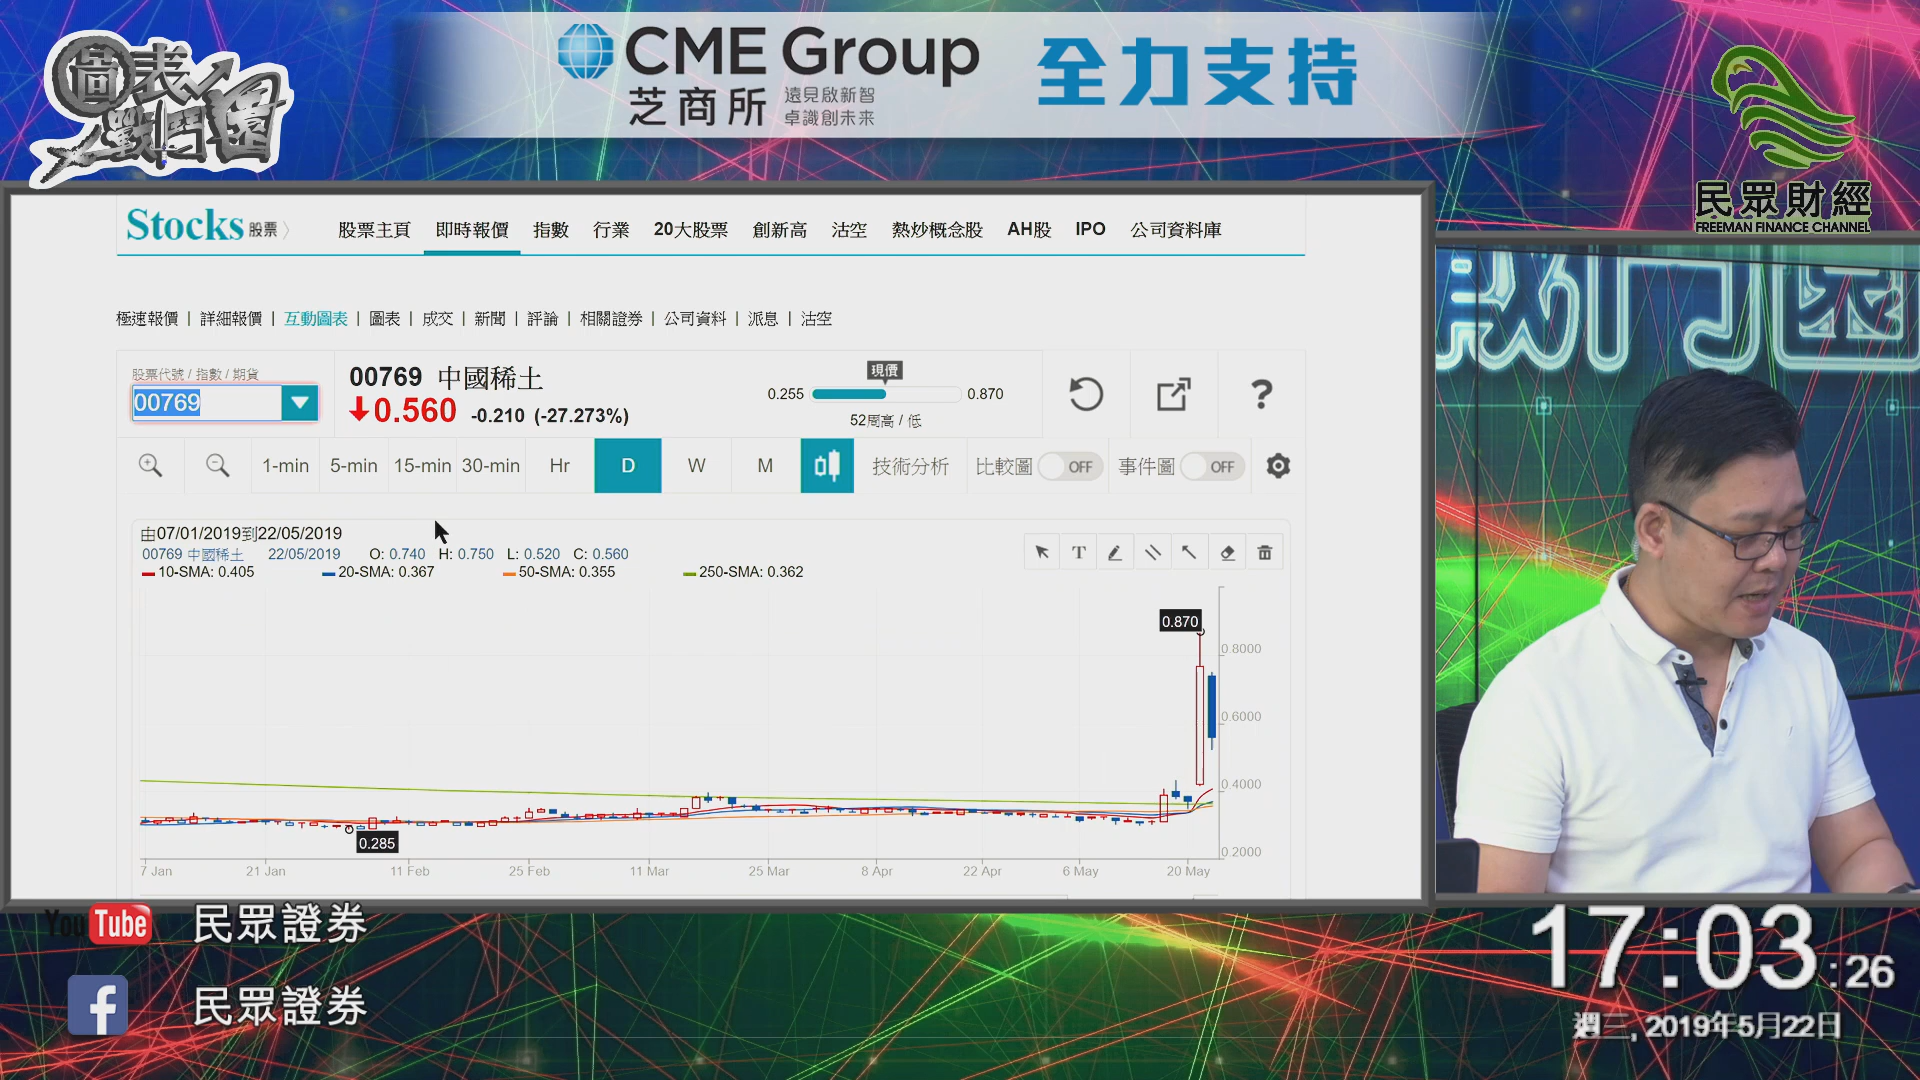 圖表
戰鬥圈
CME Group
芝商所
遠見啟新智
卓識創未来
全力支持
民眾財經
FREEMAN FINANCE CHANNEL
Stocks 股票
股票主頁 即時報價 指數 行業 20大股票 創新高 沽空 熱炒概念股 AH股 IPO 公司資料庫
極速報價 | 詳細報價 | 互動圖表 | 圖表 | 成交 | 新聞 | 評論 | 相關證券 | 公司資料 | 派息 | 沽空
股票代號 / 指數 / 期貨
00769
00769 中國稀土
0.560 -0.210 (-27.273%)
現價
0.255 0.870
52周高 / 低
?
1-min 5-min 15-min 30-min Hr D W M 技術分析 比較圖 OFF 事件圖 OFF
由07/01/2019到22/05/2019
00769 中國稀土 22/05/2019 O: 0.740 H: 0.750 L: 0.520 C: 0.560
10-SMA: 0.405 20-SMA: 0.367 50-SMA: 0.355 250-SMA: 0.362
T
0.870
0.8000
0.6000
0.4000
0.285
0.2000
7 Jan 21 Jan 11 Feb 25 Feb 11 Mar 25 Mar 8 Apr 22 Apr 6 May 20 May
YouTube 民眾證券
f 民眾證券
17:03:26
週三, 2019年5月22日